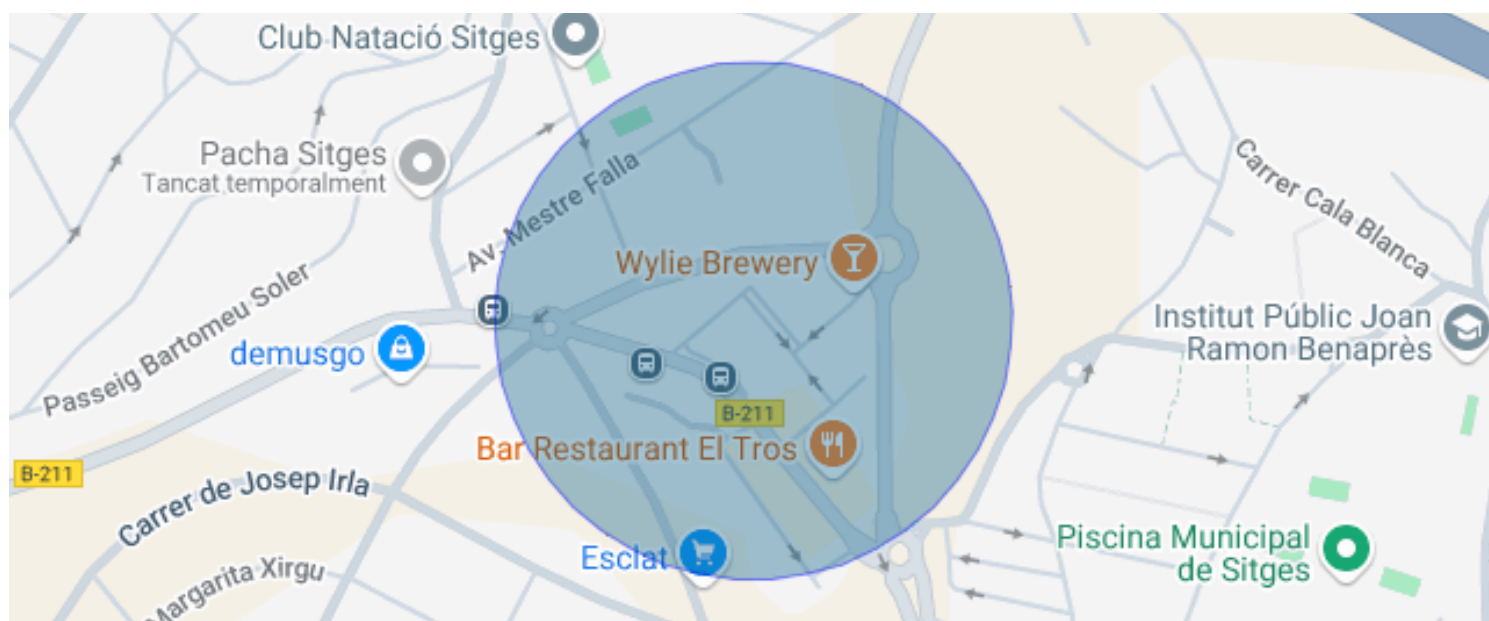 Club Natació Sitges
Pacha Sitges
Tancat temporalment
Av. Mestre Falla
Carrer Cala Blanca
Wylie Brewery
Passeig Bartomeu Soler
demusgo
Institut Públic Joan
Ramon Benaprès
B-211
Bar Restaurant El Tros
B-211
Carrer de Josep Irla
Esclat
Piscina Municipal
de Sitges
Margarita Xirgu